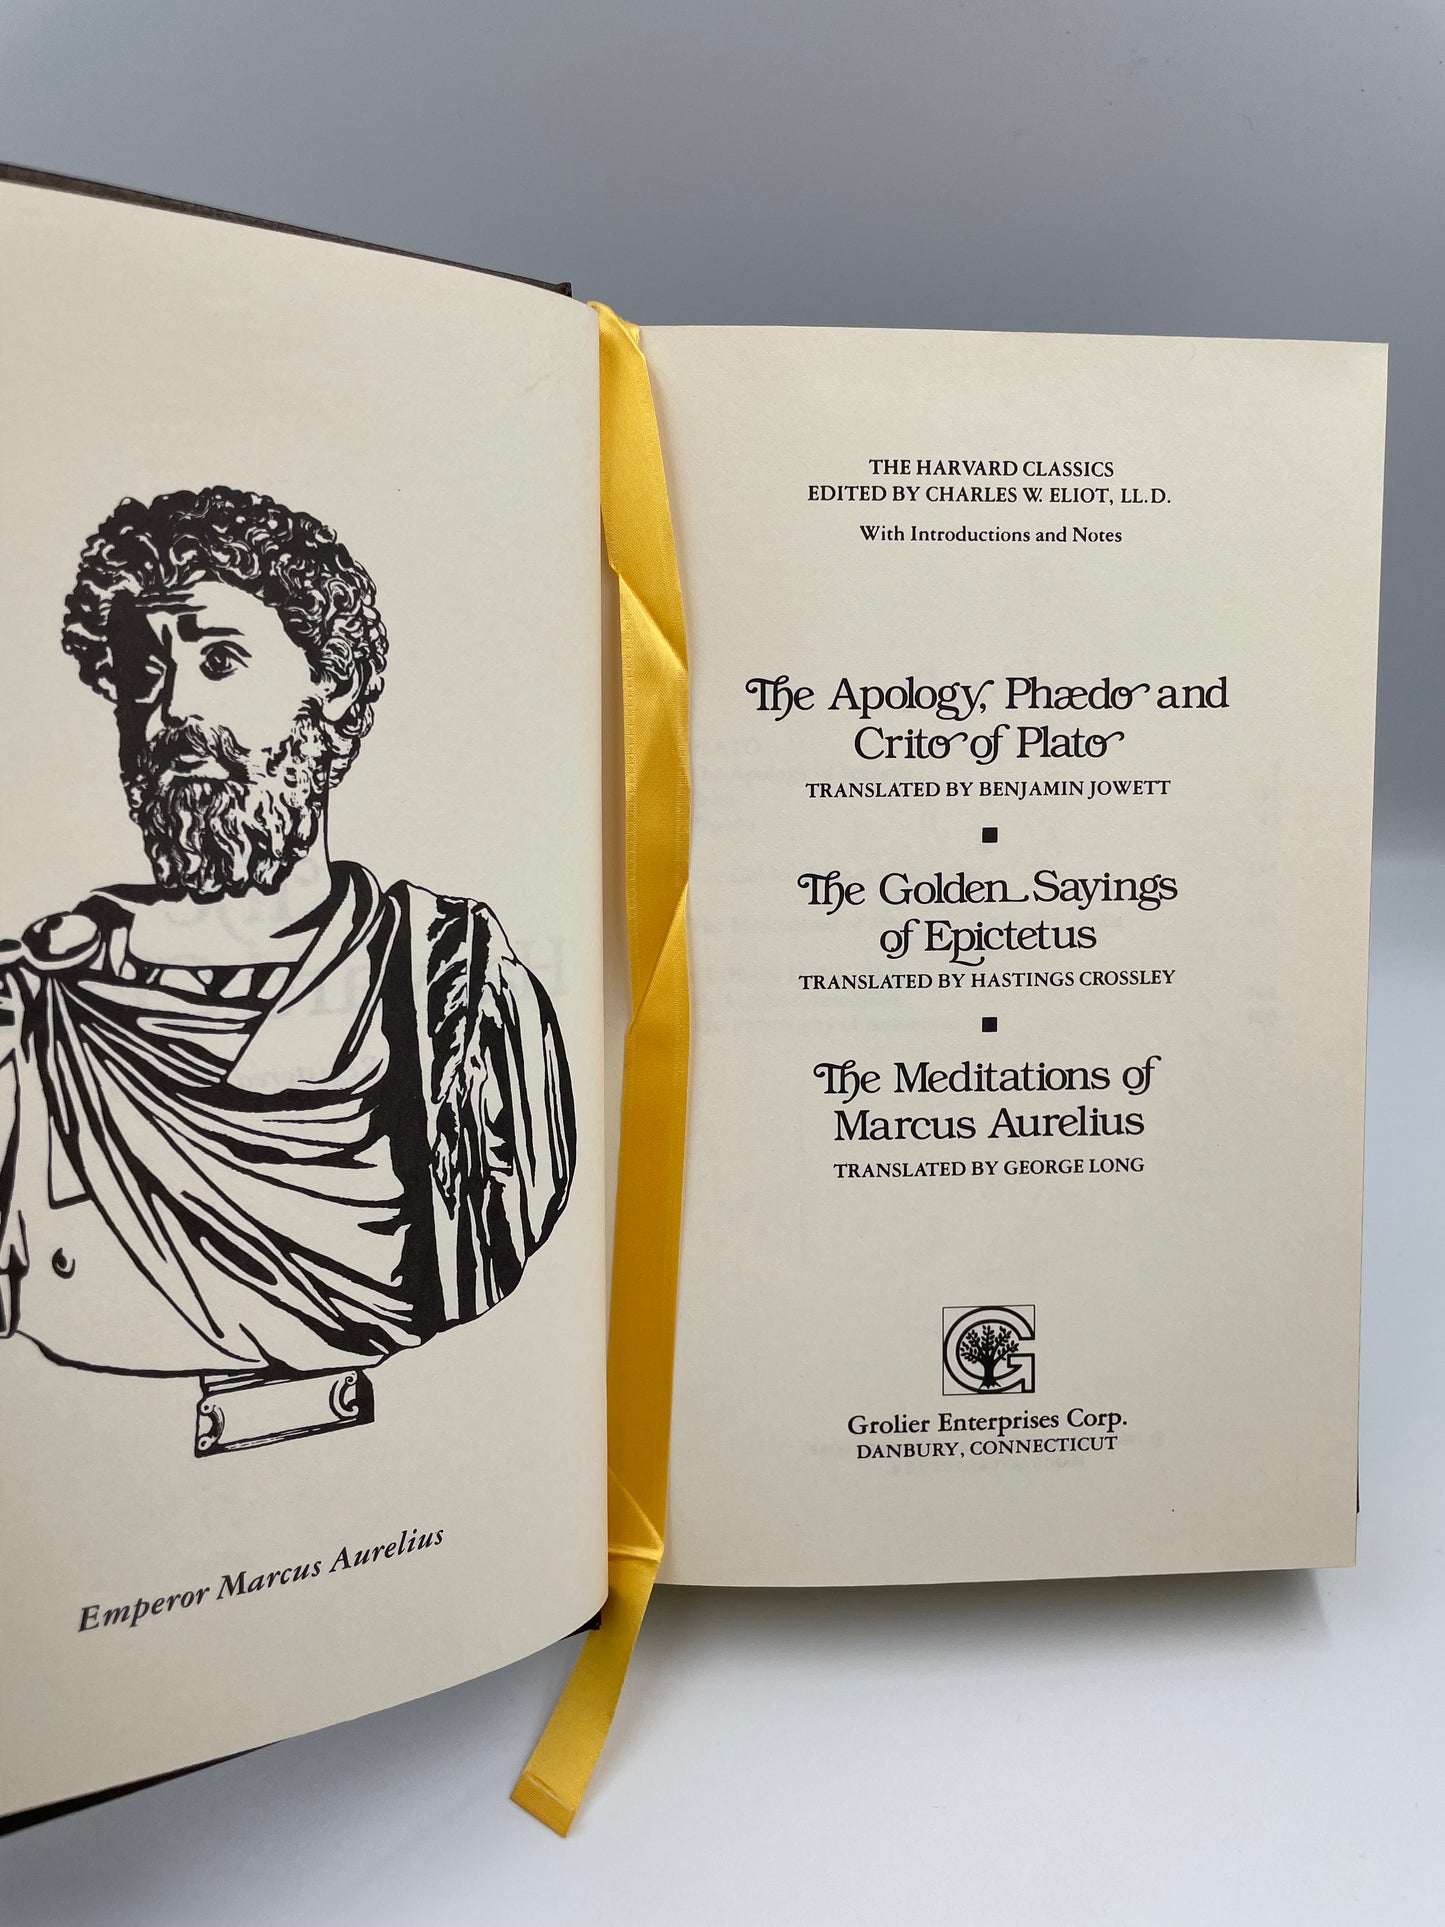 Emperor Marcus Aurelius
THE HARVARD CLASSICS
EDITED BY CHARLES W. ELIOT, LL.D.
With Introductions and Notes
The Apology, Phædo and
Crito of Plato
TRANSLATED BY BENJAMIN JOWETT
The Golden Sayings
of Epictetus
TRANSLATED BY HASTINGS CROSSLEY
The Meditations of
Marcus Aurelius
TRANSLATED BY GEORGE LONG
G
Grolier Enterprises Corp.
DANBURY, CONNECTICUT